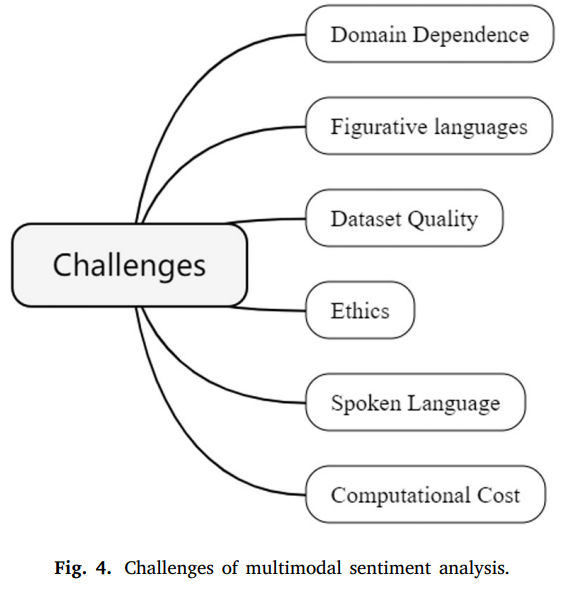 Domain Dependence
Figurative languages
Dataset Quality
Challenges
Ethics
Spoken Language
Computational Cost
Fig. 4. Challenges of multimodal sentiment analysis.